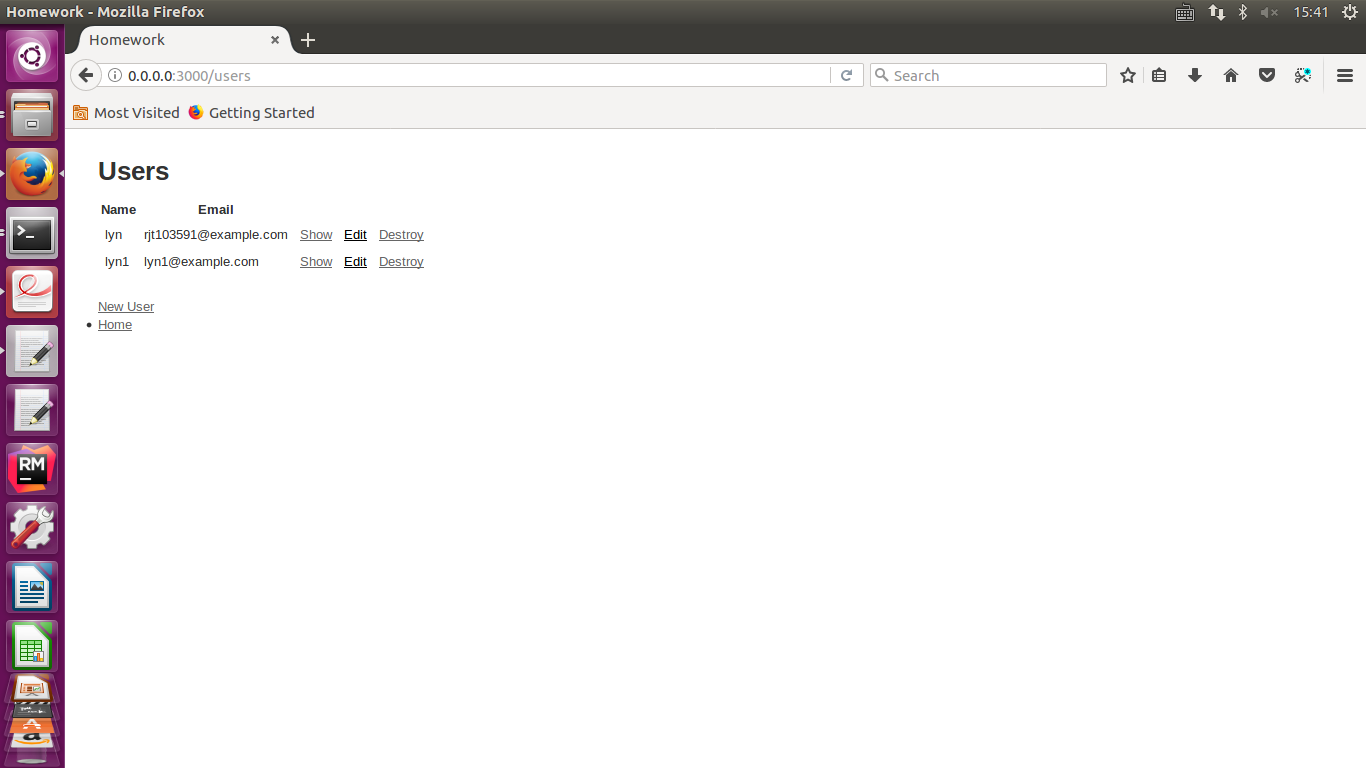 Homework - Mozilla Firefox
15:41
Homework
0.0.0.0:3000/users
Search
Most Visited
Getting Started
Users
Name Email
lyn rjt103591@example.com Show Edit Destroy
lyn1 lyn1@example.com Show Edit Destroy
New User
Home
RM